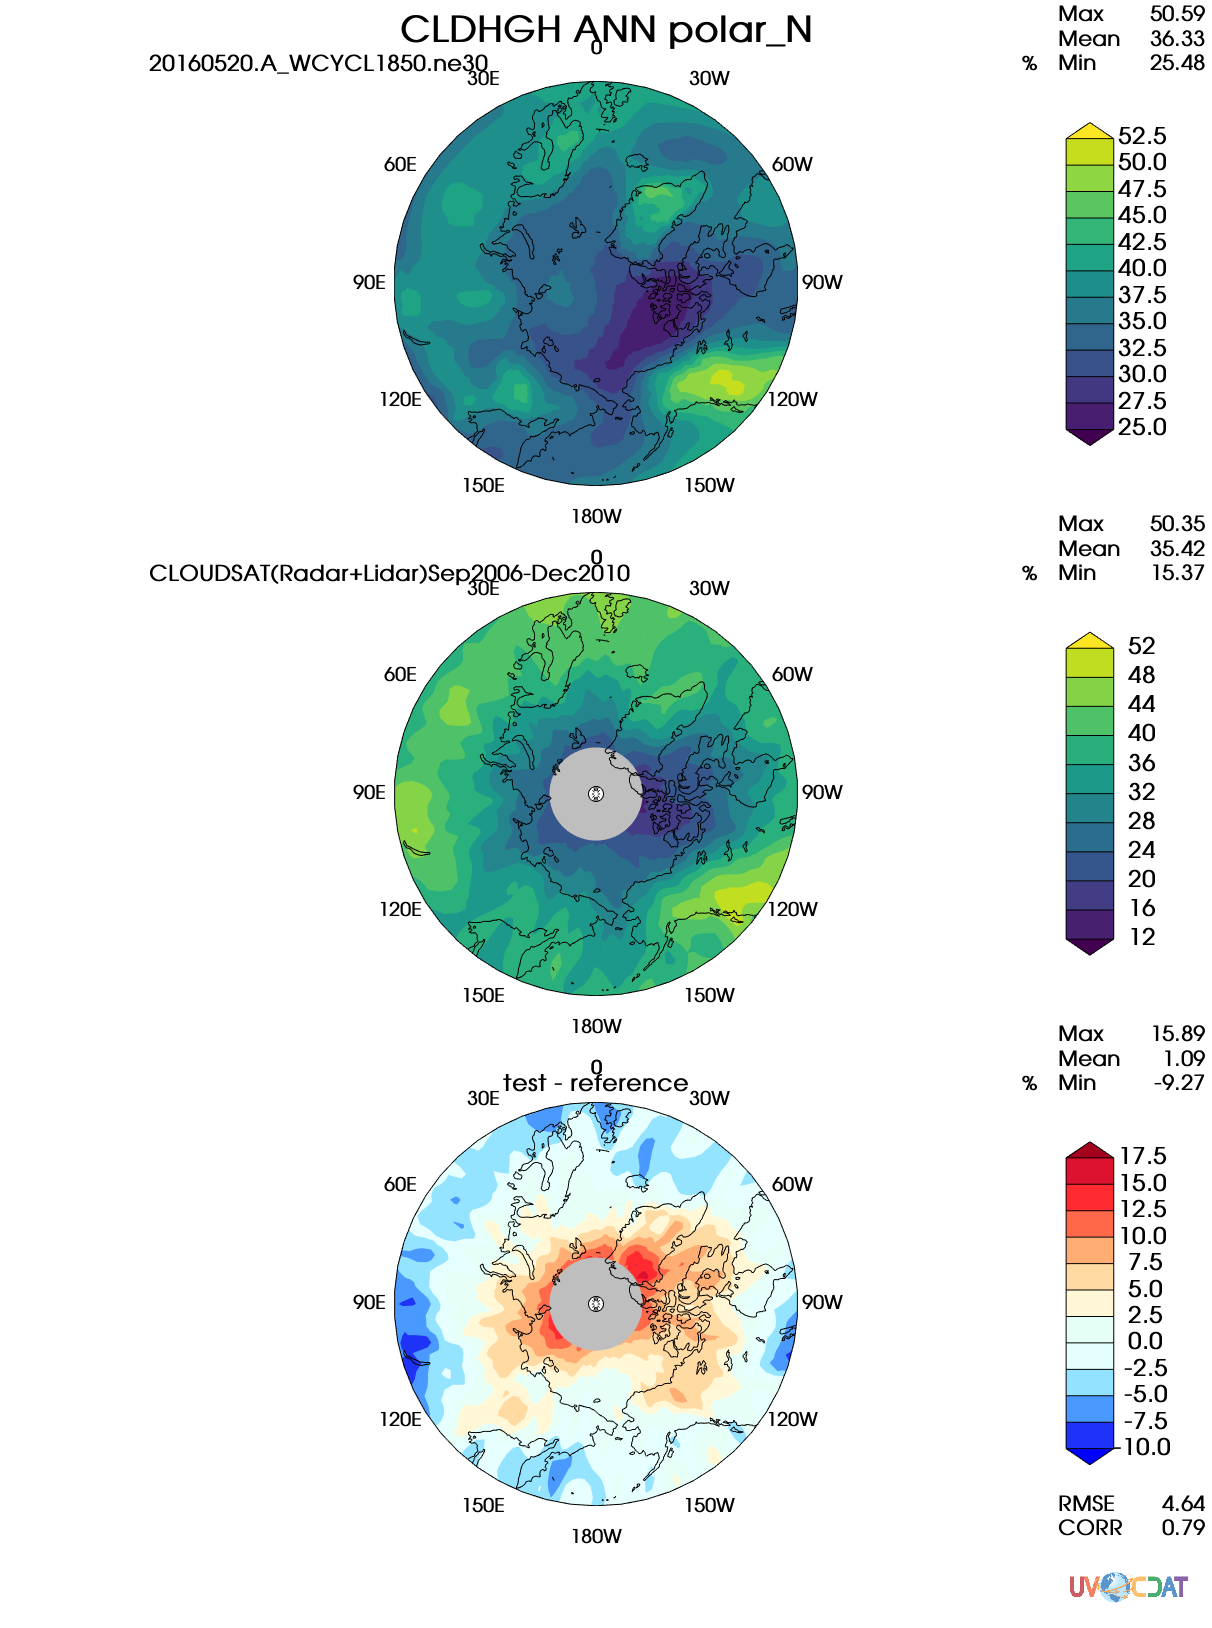 CLDHGH ANN polar_N
20160520.A_WCYCL1850.ne30
Max 50.59
Mean 36.33
% Min 25.48
0
30E 30W
60E 60W
90E 90W
120E 120W
150E 150W
180W
52.5
50.0
47.5
45.0
42.5
40.0
37.5
35.0
32.5
30.0
27.5
25.0
CLOUDSAT(Radar+Lidar)Sep2006-Dec2010
Max 50.35
Mean 35.42
% Min 15.37
0
30E 30W
60E 60W
90E 90W
120E 120W
150E 150W
180W
52
48
44
40
36
32
28
24
20
16
12
test - reference
Max 15.89
Mean 1.09
% Min -9.27
0
30E 30W
60E 60W
90E 90W
120E 120W
150E 150W
180W
17.5
15.0
12.5
10.0
7.5
5.0
2.5
0.0
-2.5
-5.0
-7.5
-10.0
RMSE 4.64
CORR 0.79
UV CDAT